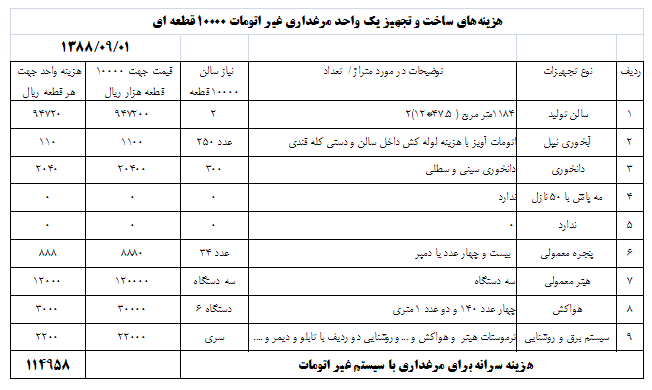 هزینه‌های ساخت و تجهیز یک واحد مرغداری غیر اتومات ۱۰۰۰۰ قطعه ای
۱۳۸۸/۰۹/۰۱
ردیف نوع تجهیزات توضیحات در مورد متراژ / تعداد نیاز سالن ۱۰۰۰۰ قطعه قیمت جهت ۱۰۰۰۰ قطعه هزار ریال هزینه واحد جهت هر قطعه ریال
۱ سالن تولید ۱۱۸۴ متر مربع ( ۴۷.۵*۱۲)۲ ۲ ۹۴۷۲۰۰ ۹۴۷۲۰
۲ آبخوری نیپل اتومات آویز با هزینه لوله کش داخل سالن و دستی کله قندی ۲۵۰ عدد ۱۱۰۰ ۱۱۰
۳ دانخوری دانخوری سینی و سطلی ۳۰۰ ۲۰۴۰۰ ۲۰۴۰
۴ مه پاش با ۵۰ نازل ندارد ۰ ۰ ۰
۵ ندارد ۰ ۰ ۰ ۰
۶ پنجره معمولی بیست و چهار عدد با دمپر ۳۴ عدد ۸۸۸۰ ۸۸۸
۷ هیتر معمولی سه دستگاه سه دستگاه ۱۲۰۰۰۰ ۱۲۰۰۰
۸ هواکش چهار عدد ۱۴۰ و دو عدد ۱ متری ۶ دستگاه ۳۰۰۰۰ ۳۰۰۰
۹ سیستم برق و روشنایی ترموستات هیتر و هواکش و ... و روشنایی دو ردیف با تابلو و دیمر و .... سری ۲۲۰۰۰ ۲۲۰۰
هزینه سرانه برای مرغداری با سیستم غیر اتومات ۱۱۴۹۵۸